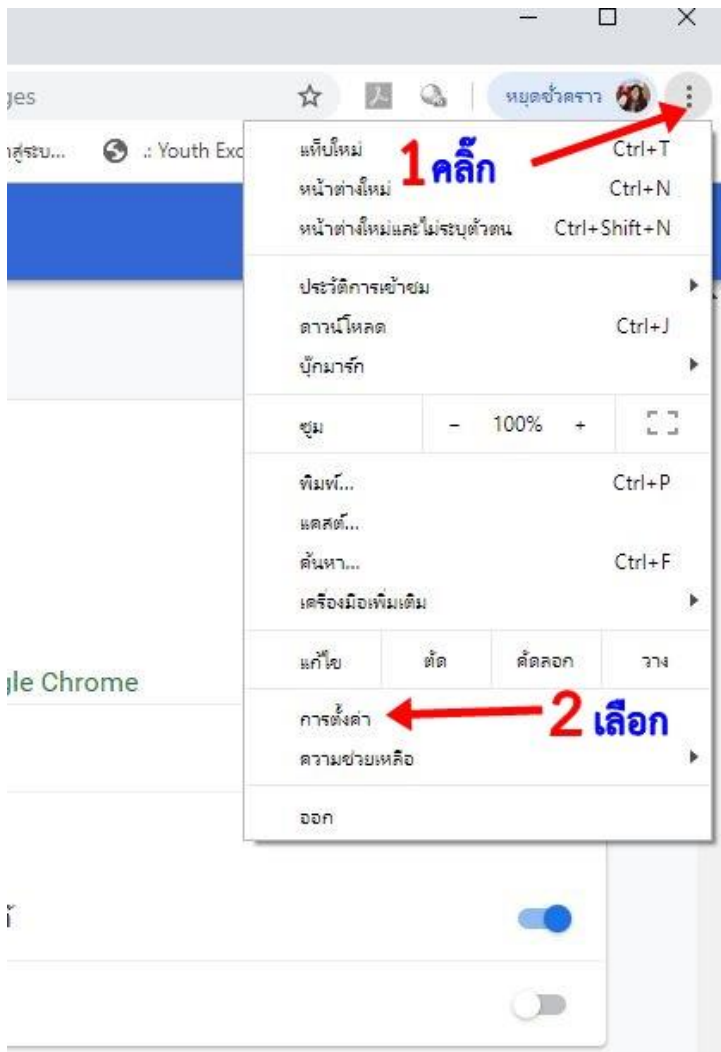 ges
หยุดชั่วคราว
.: Youth Exc
แท็บใหม่ Ctrl+T
1 คลิ๊ก
หน้าต่างใหม่ Ctrl+N
หน้าต่างใหม่และไม่ระบุตัวตน Ctrl+Shift+N
ประวัติการเข้าชม
ดาวน์โหลด Ctrl+J
บุ๊กมาร์ก
ซูม - 100% +
พิมพ์... Ctrl+P
แคสต์...
ค้นหา... Ctrl+F
เครื่องมือเพิ่มเติม
แก้ไข ตัด คัดลอก วาง
gle Chrome
การตั้งค่า 2 เลือก
ความช่วยเหลือ
ออก